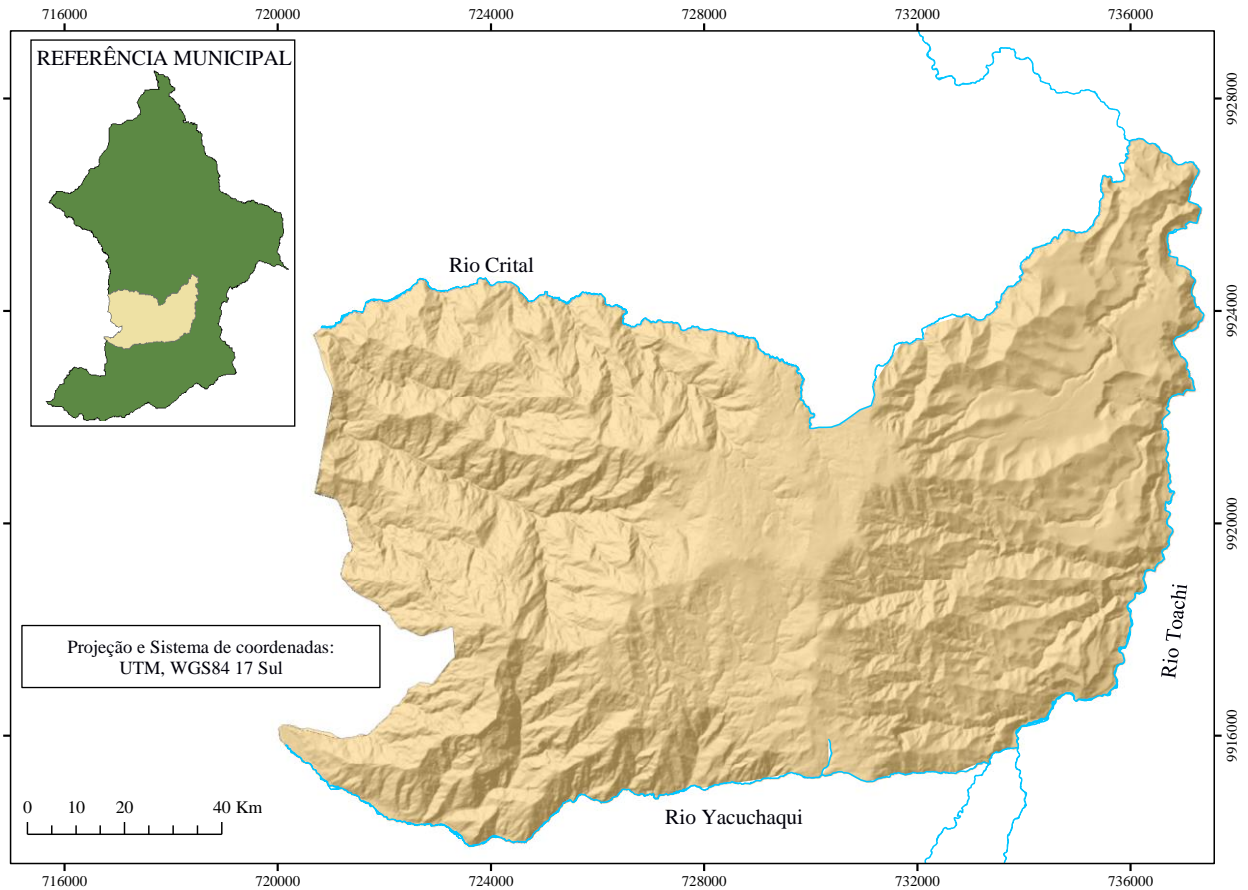 716000 720000 724000 728000 732000 736000
REFERÊNCIA MUNICIPAL
9928000
Rio Crital
9924000
9920000
Rio Toachi
Projeção e Sistema de coordenadas:
UTM, WGS84 17 Sul
9916000
0 10 20 40 Km
Rio Yacuchaqui
716000 720000 724000 728000 732000 736000